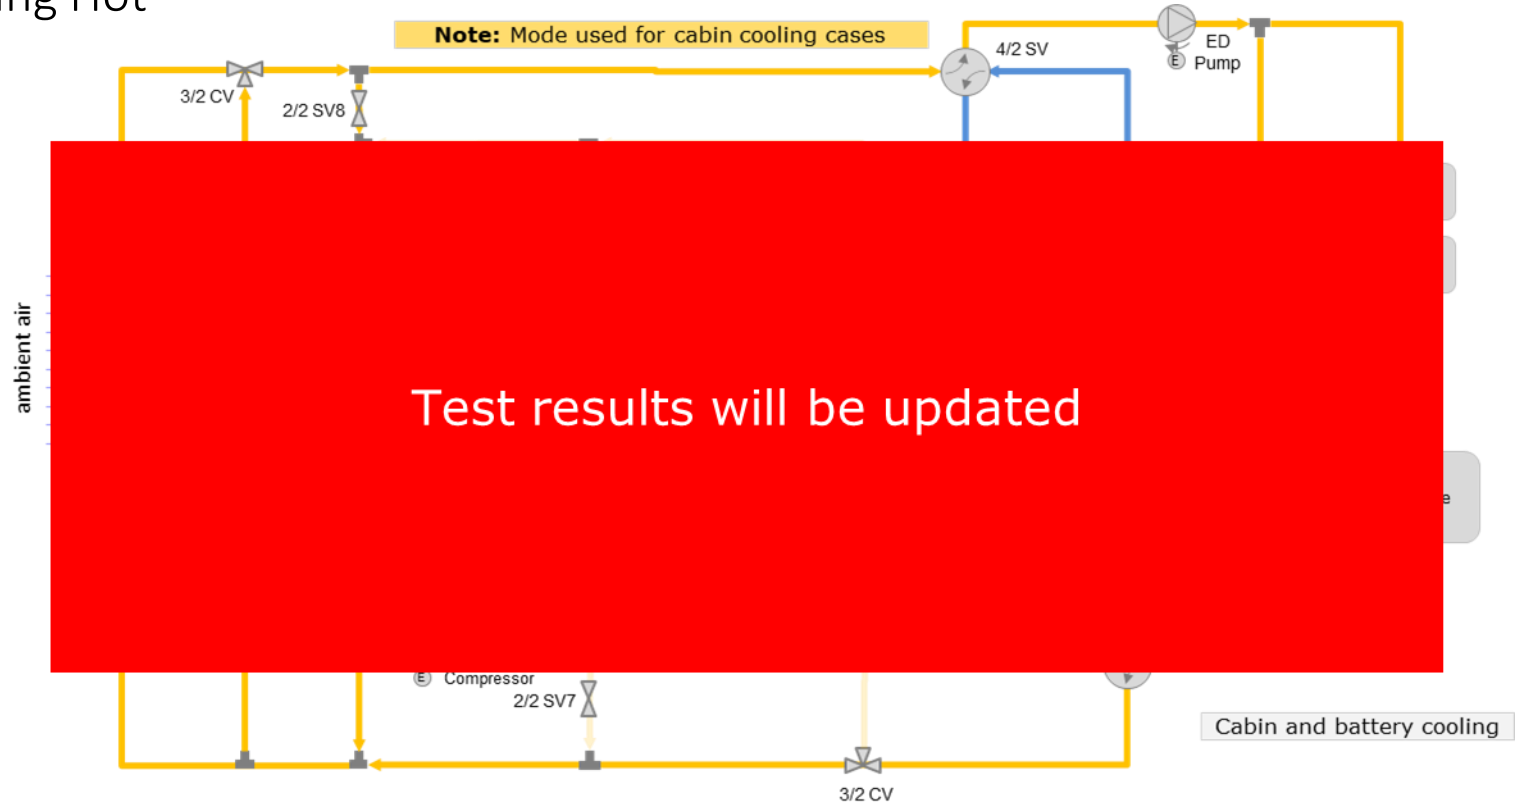 Hot
Note: Mode used for cabin cooling cases
4/2 SV
ED
Pump
E
3/2 CV
2/2 SV8
ambient air
Test results will be updated
e
E
Compressor
2/2 SV7
Cabin and battery cooling
3/2 CV